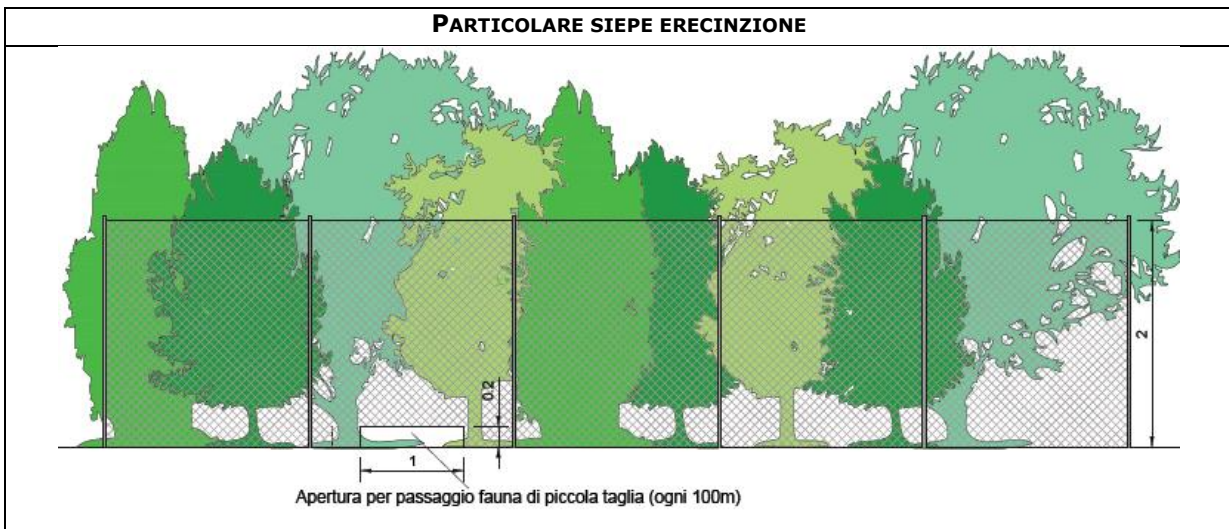 PARTICOLARE SIEPE ERECINZIONE
2
0.2
1
Apertura per passaggio fauna di piccola taglia (ogni 100m)